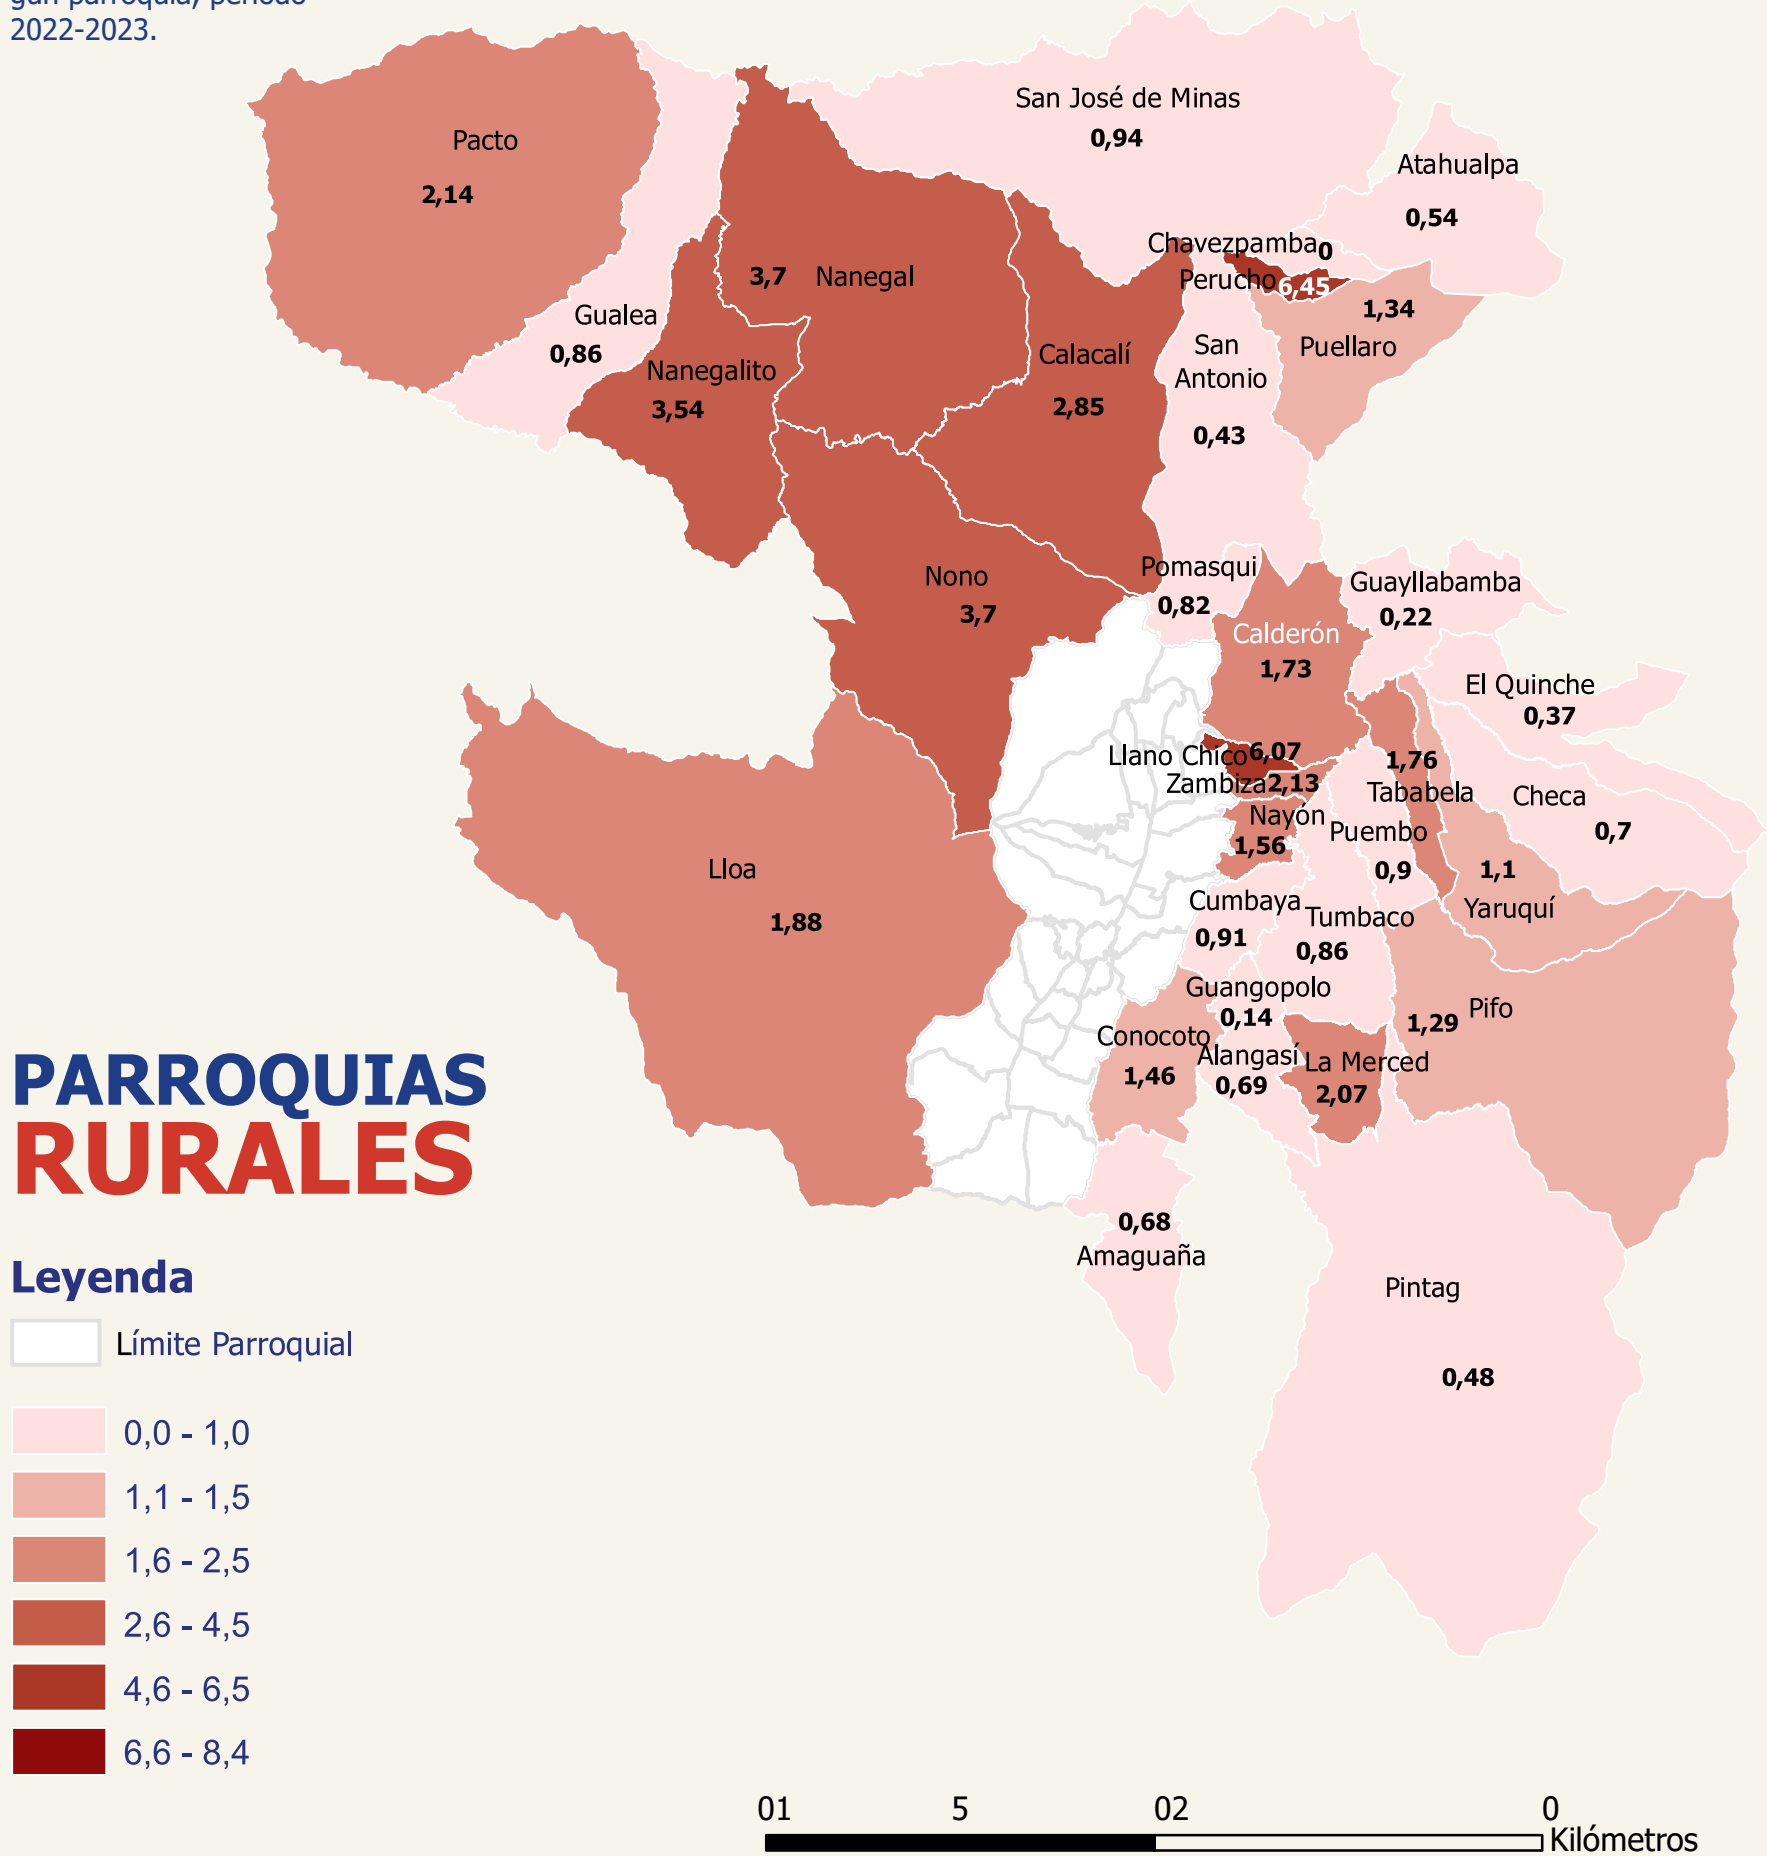 gún parroquia, período
2022-2023.
San José de Minas
0,94
Pacto
2,14
Atahualpa
0,54
Chavezpamba
0
Perucho
6,45
3,7
Nanegal
1,34
Puellaro
Gualea
0,86
Nanegalito
3,54
Calacalí
2,85
San
Antonio
0,43
Nono
3,7
Pomasqui
0,82
Guayllabamba
0,22
Calderón
1,73
El Quinche
0,37
Llano Chico
6,07
Zambiza
2,13
1,76
Tababela
Checa
0,7
Nayón
1,56
Puembo
0,9
1,1
Yaruquí
Lloa
1,88
Cumbaya
0,91
Tumbaco
0,86
Guangopolo
0,14
Pifo
1,29
Conocoto
1,46
Alangasí
0,69
La Merced
2,07
0,68
Amaguaña
Pintag
0,48
PARROQUIAS
RURALES
Leyenda
Límite Parroquial
0,0 - 1,0
1,1 - 1,5
1,6 - 2,5
2,6 - 4,5
4,6 - 6,5
6,6 - 8,4
01 5 02 0
Kilómetros